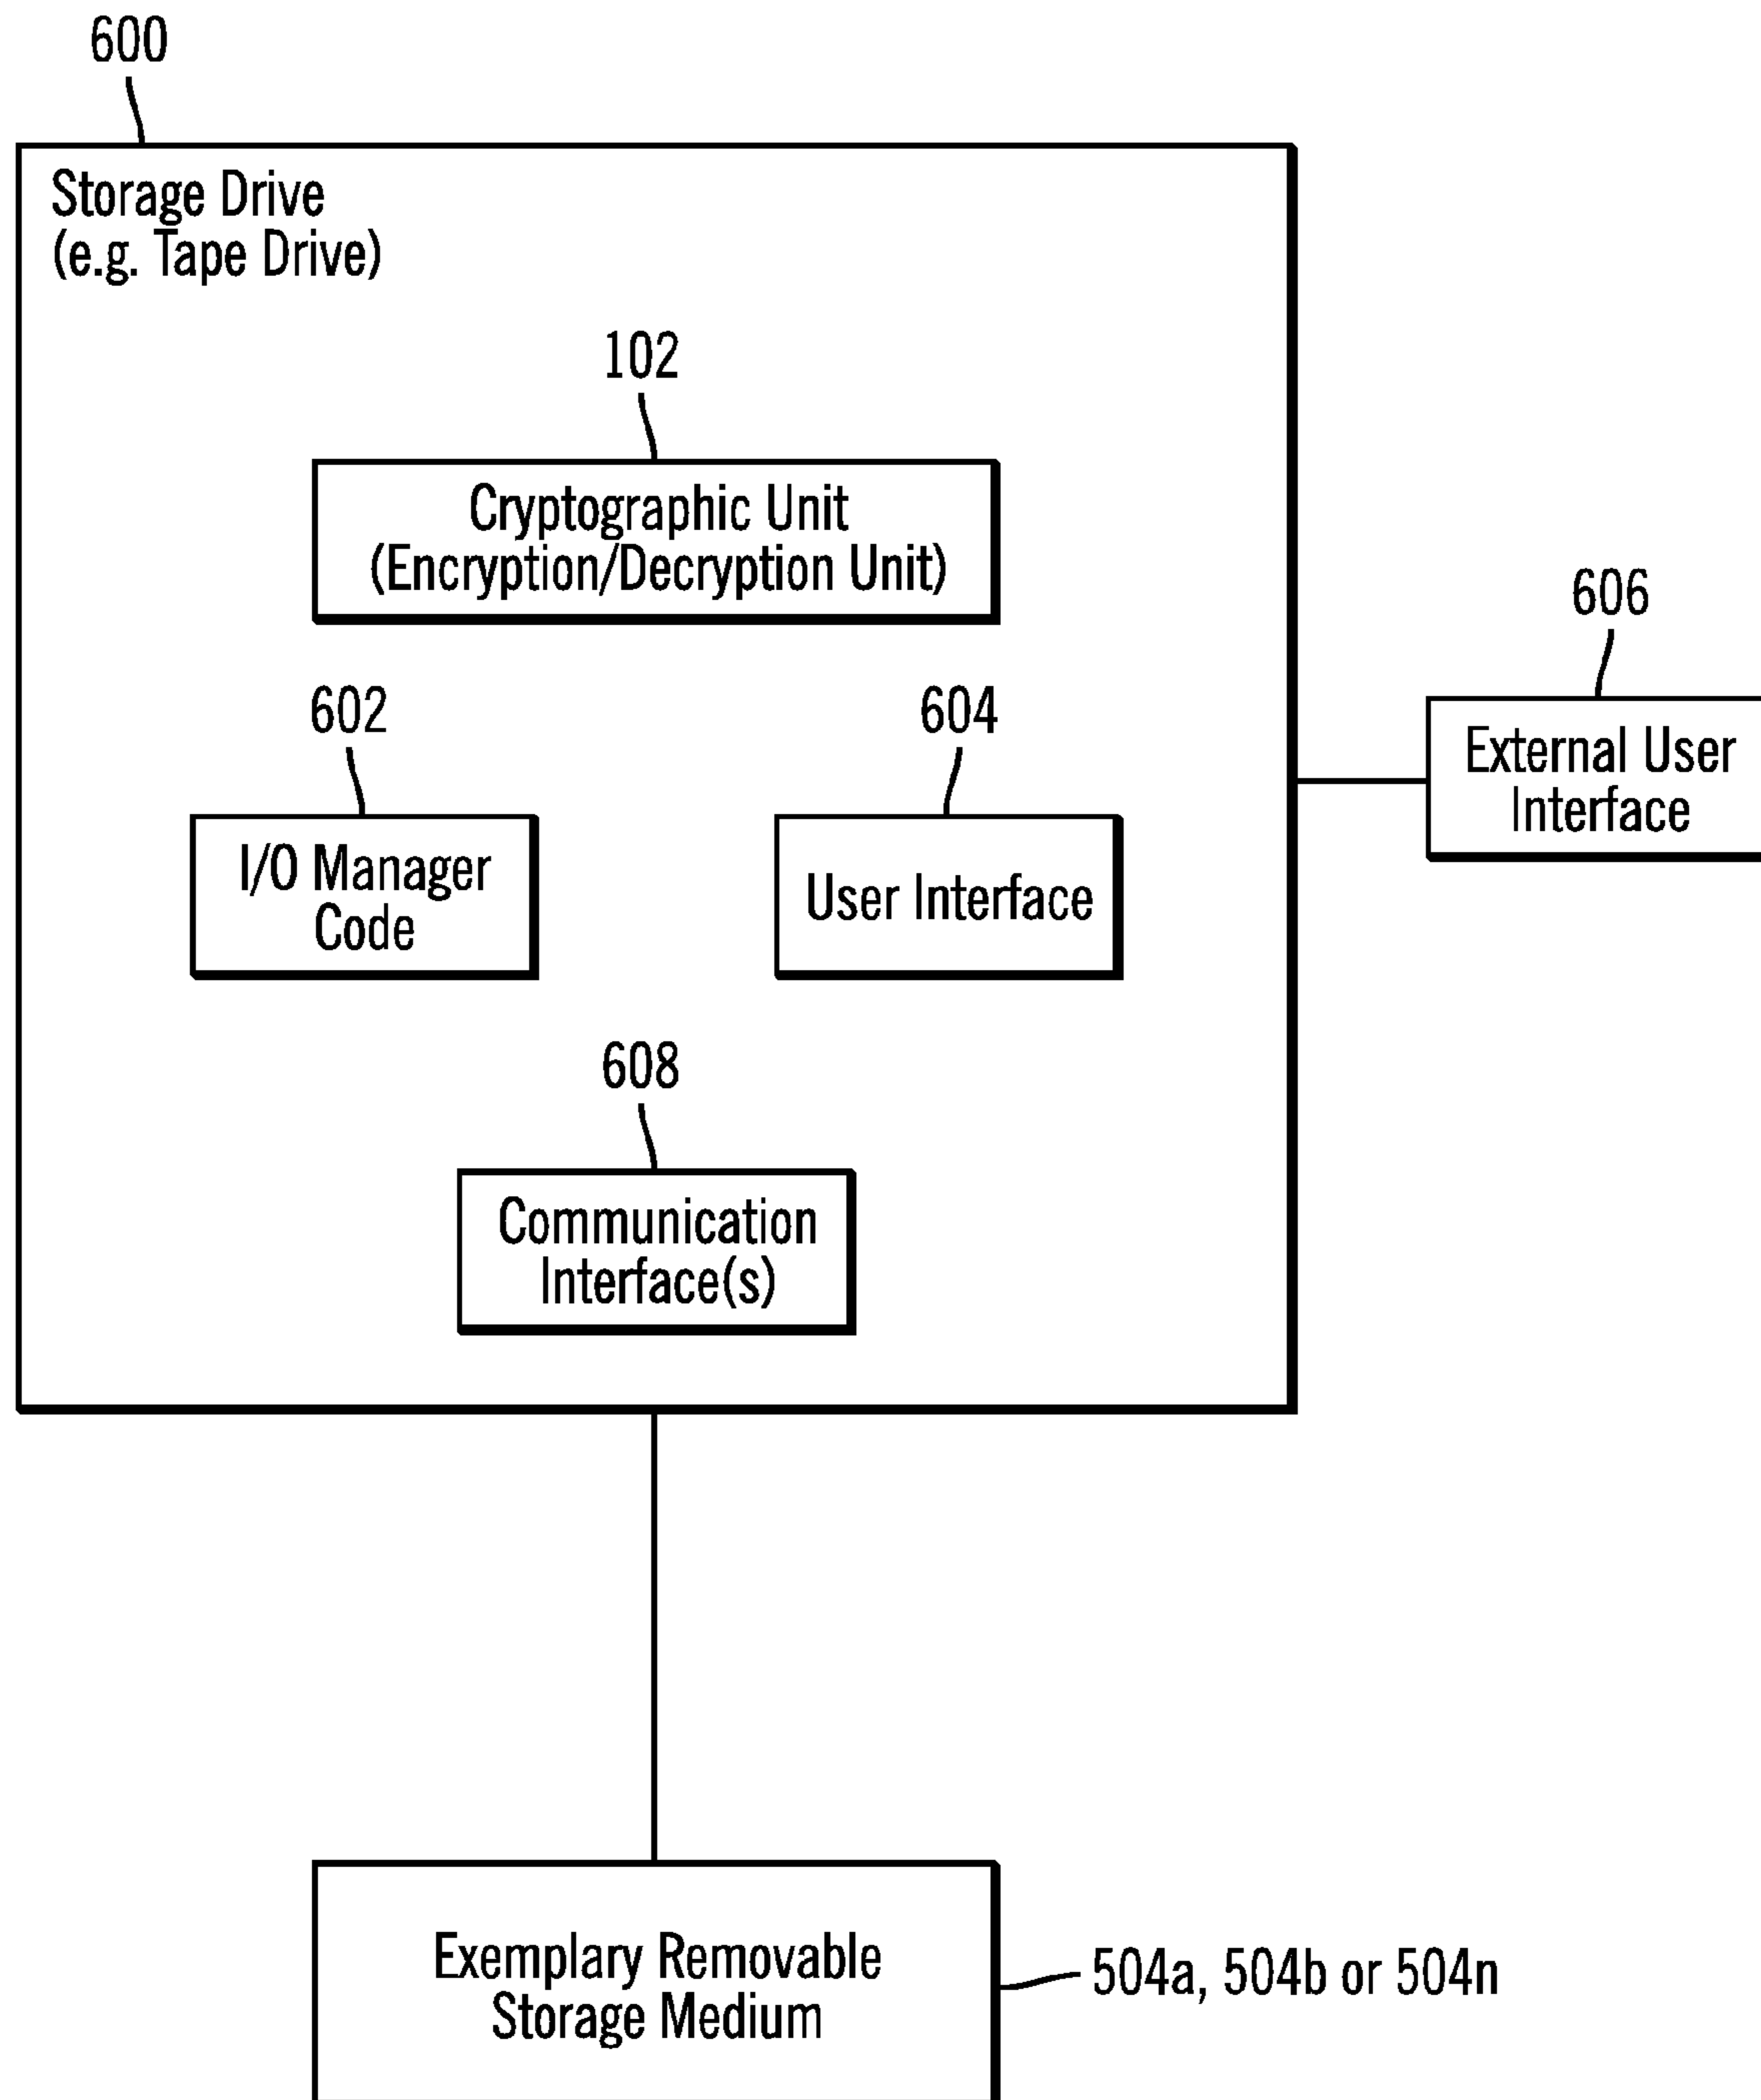 600
Storage Drive
(e.g. Tape Drive)
102
Cryptographic Unit
(Encryption/Decryption Unit)
606
External User
Interface
602
604
I/O Manager
Code
User Interface
608
Communication
Interface(s)
Exemplary Removable
Storage Medium
504a, 504b or 504n